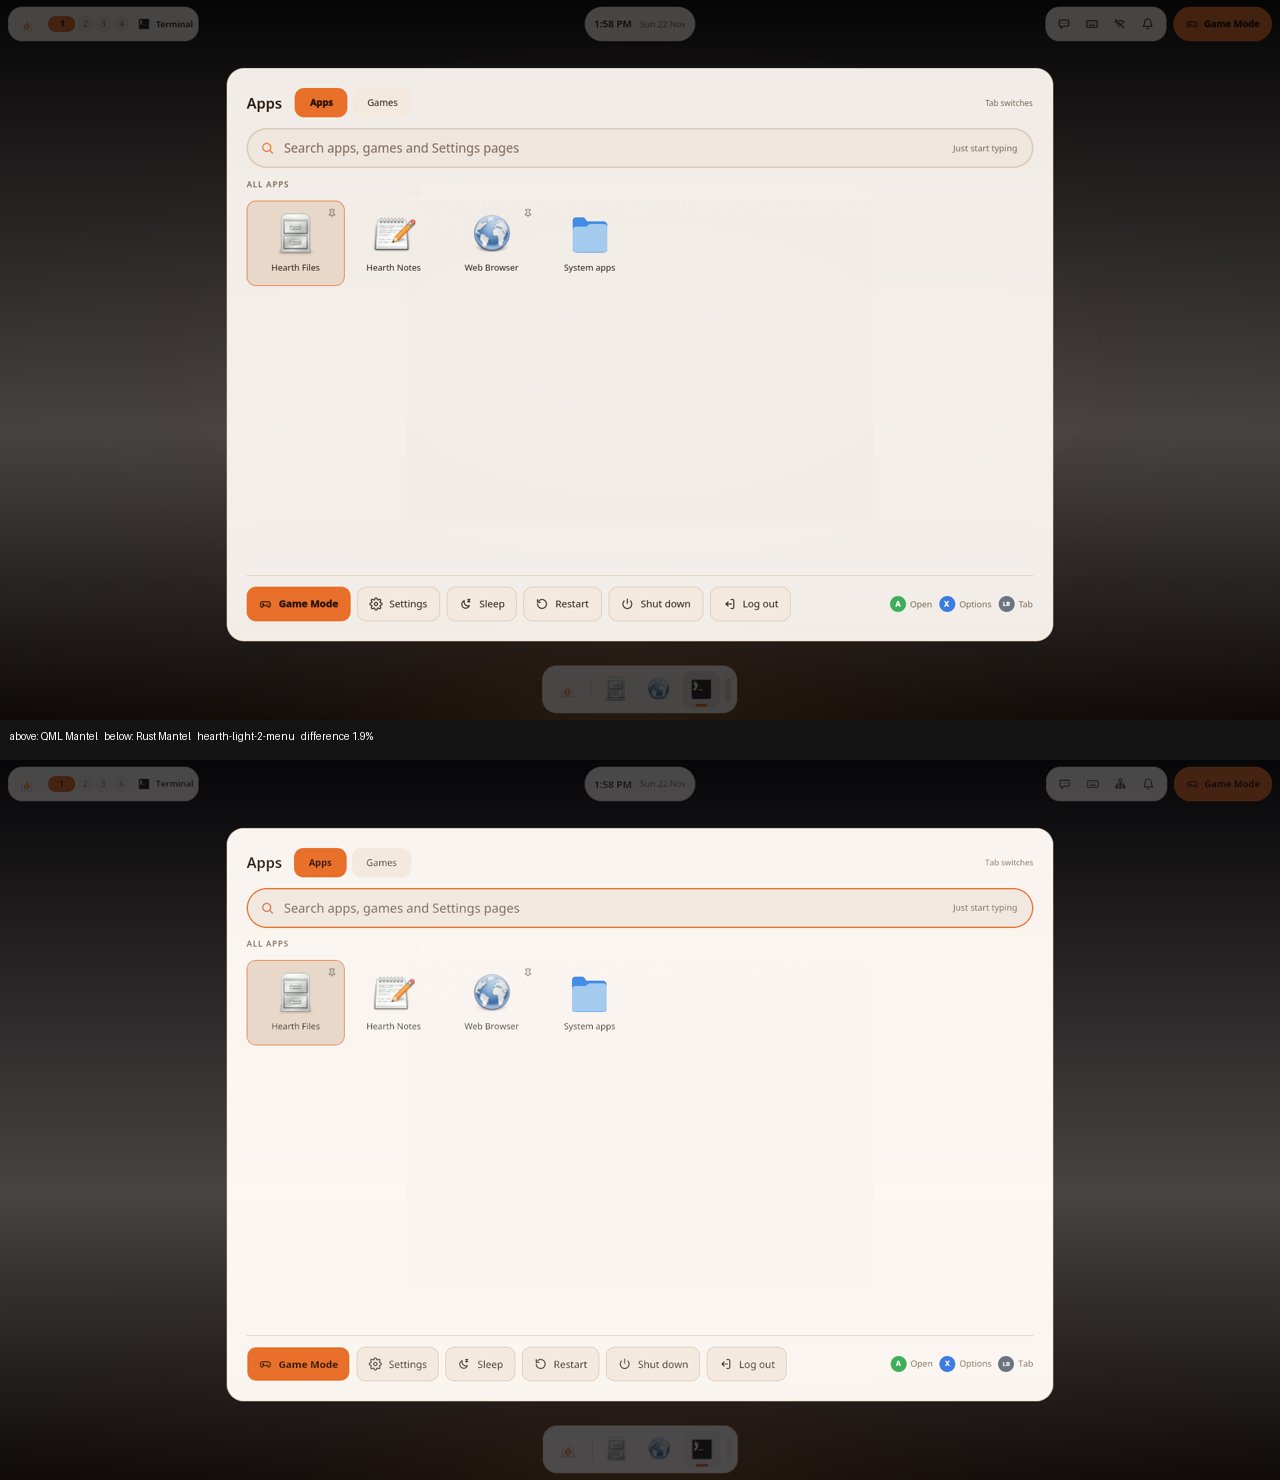 1 2 3 4 Terminal 1:58 PM Sun 22 Nov Game Mode
Apps Apps Games Tab switches
Search apps, games and Settings pages Just start typing
ALL APPS
Hearth Files Hearth Notes Web Browser System apps
Game Mode Settings Sleep Restart Shut down Log out A Open X Options LB Tab
above: QML Mantel below: Rust Mantel hearth-light-2-menu difference 1.9%
1 2 3 4 Terminal 1:58 PM Sun 22 Nov Game Mode
Apps Apps Games Tab switches
Search apps, games and Settings pages Just start typing
ALL APPS
Hearth Files Hearth Notes Web Browser System apps
Game Mode Settings Sleep Restart Shut down Log out A Open X Options LB Tab